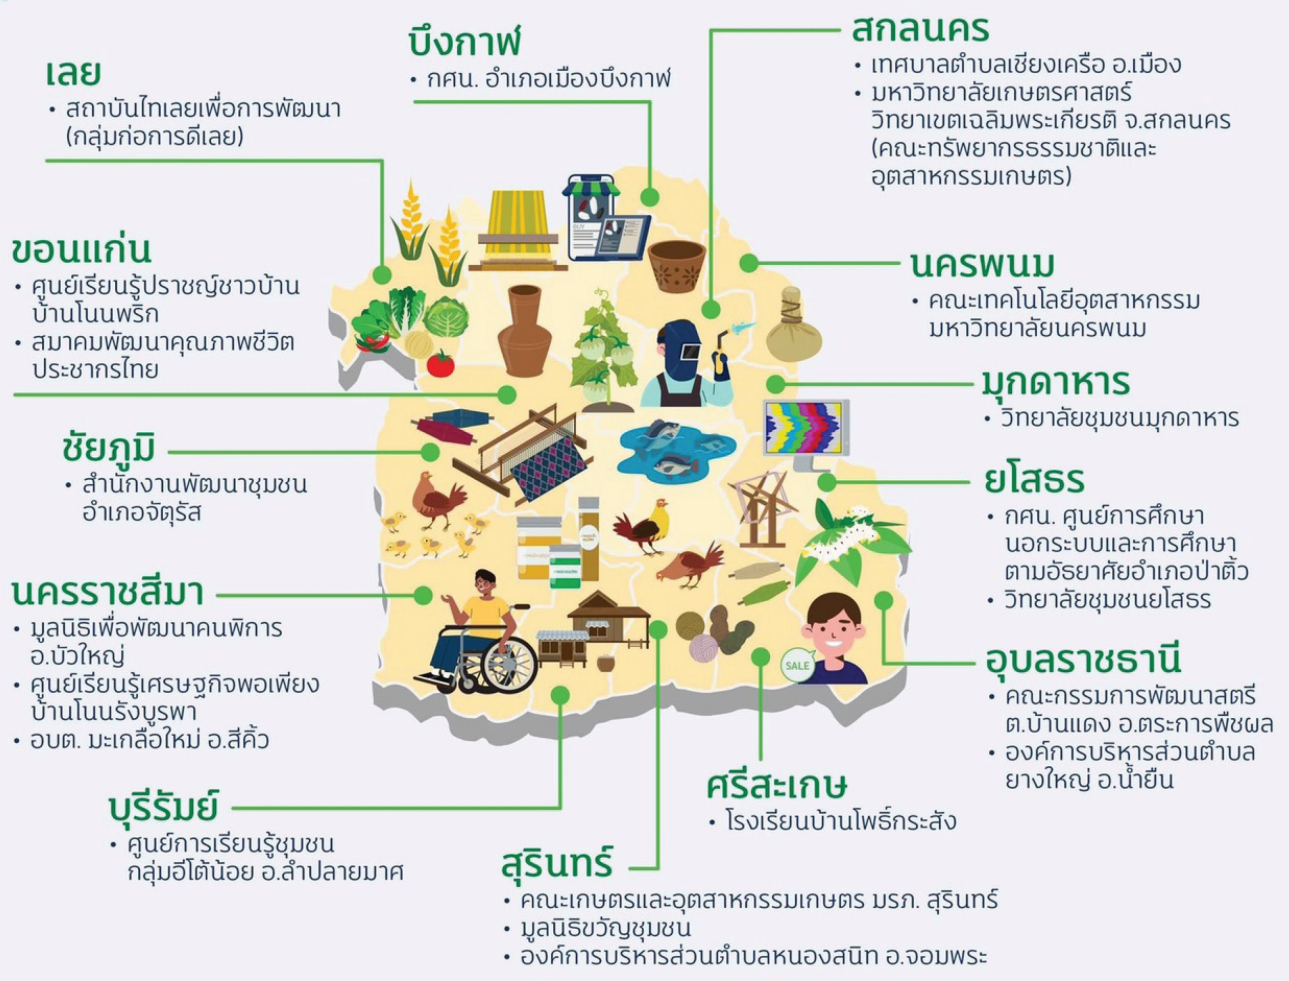 บึงกาฬ
• กศน. อำเภอเมืองบึงกาฬ
สกลนคร
• เทศบาลตำบลเชียงเครือ อ.เมือง
• มหาวิทยาลัยเกษตรศาสตร์
วิทยาเขตเฉลิมพระเกียรติ จ.สกลนคร
(คณะทรัพยากรธรรมชาติและ
อุตสาหกรรมเกษตร)
เลย
• สถาบันไทเลยเพื่อการพัฒนา
(กลุ่มก่อการดีเลย)
ขอนแก่น
• ศูนย์เรียนรู้ปราชญ์ชาวบ้าน
บ้านโนนพริก
• สมาคมพัฒนาคุณภาพชีวิต
ประชากรไทย
นครพนม
• คณะเทคโนโลยีอุตสาหกรรม
มหาวิทยาลัยนครพนม
มุกดาหาร
• วิทยาลัยชุมชนมุกดาหาร
ชัยภูมิ
• สำนักงานพัฒนาชุมชน
อำเภอจัตุรัส
ยโสธร
• กศน. ศูนย์การศึกษา
นอกระบบและการศึกษา
ตามอัธยาศัยอำเภอป่าติ้ว
• วิทยาลัยชุมชนยโสธร
นครราชสีมา
• มูลนิธิเพื่อพัฒนาคนพิการ
อ.บัวใหญ่
• ศูนย์เรียนรู้เศรษฐกิจพอเพียง
บ้านโนนรังบูรพา
• อบต. มะเกลือใหม่ อ.สีคิ้ว
อุบลราชธานี
• คณะกรรมการพัฒนาสตรี
ต.บ้านแดง อ.ตระการพืชผล
• องค์การบริหารส่วนตำบล
ยางใหญ่ อ.น้ำยืน
SALE
BUY
บุรีรัมย์
• ศูนย์การเรียนรู้ชุมชน
กลุ่มอีโต้น้อย อ.ลำปลายมาศ
ศรีสะเกษ
• โรงเรียนบ้านโพธิ์กระสัง
สุรินทร์
• คณะเกษตรและอุตสาหกรรมเกษตร มรภ. สุรินทร์
• มูลนิธิขวัญชุมชน
• องค์การบริหารส่วนตำบลหนองสนิท อ.จอมพระ